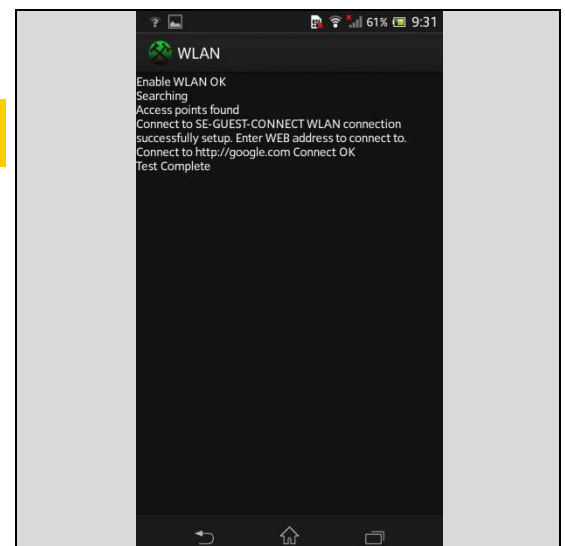 61% 9:31
WLAN
Enable WLAN OK
Searching
Access points found
Connect to SE-GUEST-CONNECT WLAN connection
successfully setup. Enter WEB address to connect to.
Connect to http://google.com Connect OK
Test Complete